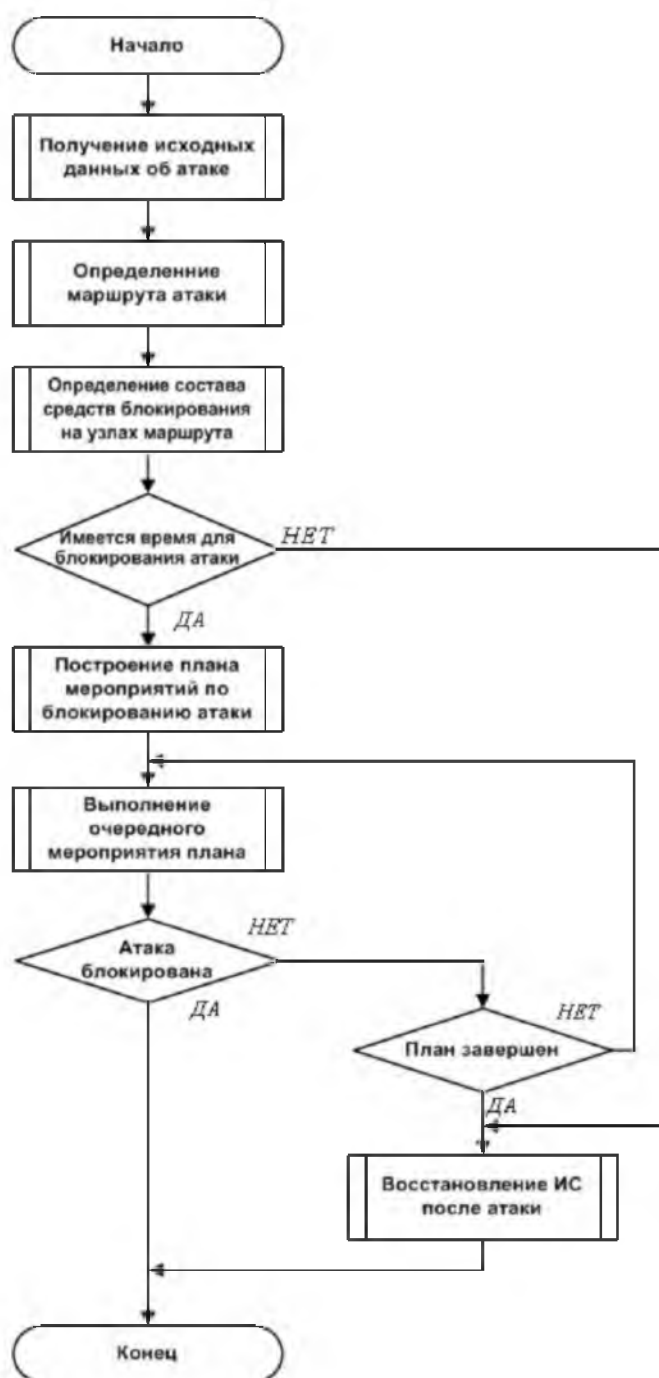 Начало
Получение исходных
данных об атаке
Определенние
маршрута атаки
Определение состава
средств блокирования
на узлах маршрута
Имеется время для
блокирования атаки
НЕТ
ДА
Построение плана
мероприятий по
блокированию атаки
Выполнение
очередного
мероприятия плана
Атака
блокирована
НЕТ
ДА
План завершен
НЕТ
ДА
Восстановление ИС
после атаки
Конец